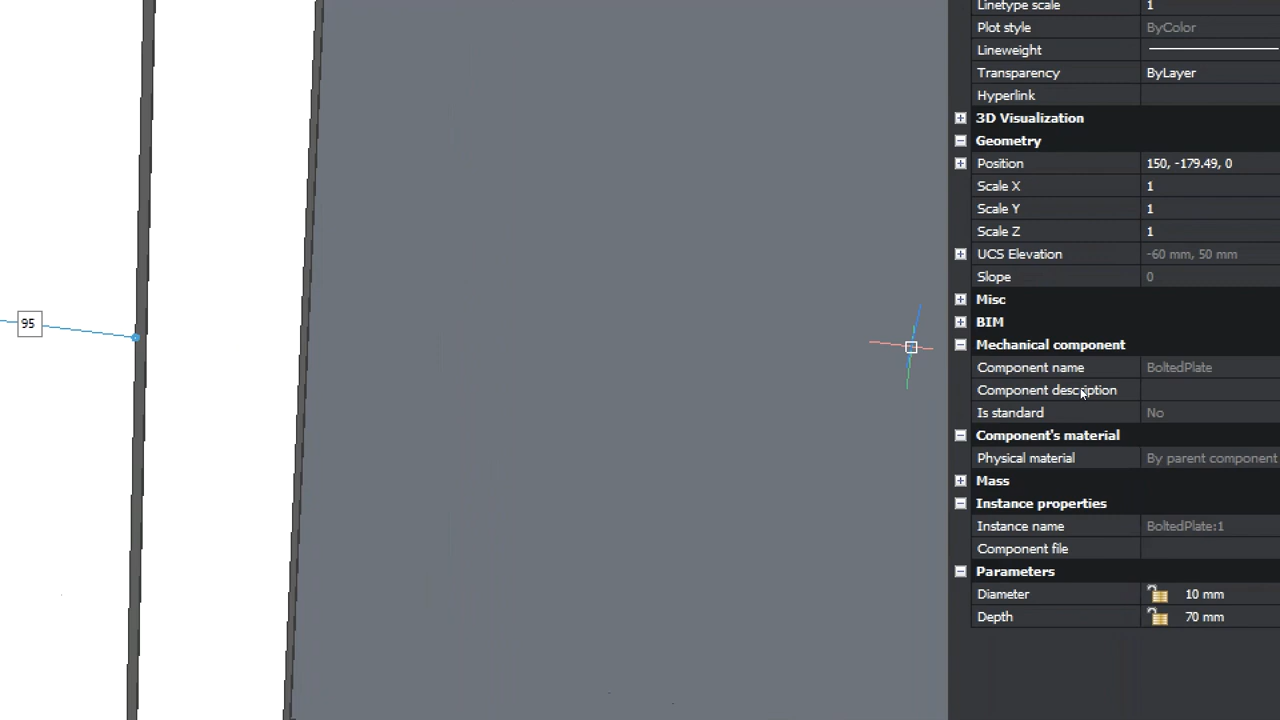 Linetype scale 1
Plot style ByColor
Lineweight
Transparency ByLayer
Hyperlink
3D Visualization
Geometry
Position 150, -179.49, 0
Scale X 1
Scale Y 1
Scale Z 1
UCS Elevation -60 mm, 50 mm
Slope 0
Misc
95
BIM
Mechanical component
Component name BoltedPlate
Component description
Is standard No
Component's material
Physical material By parent component
Mass
Instance properties
Instance name BoltedPlate:1
Component file
Parameters
Diameter 10 mm
Depth 70 mm